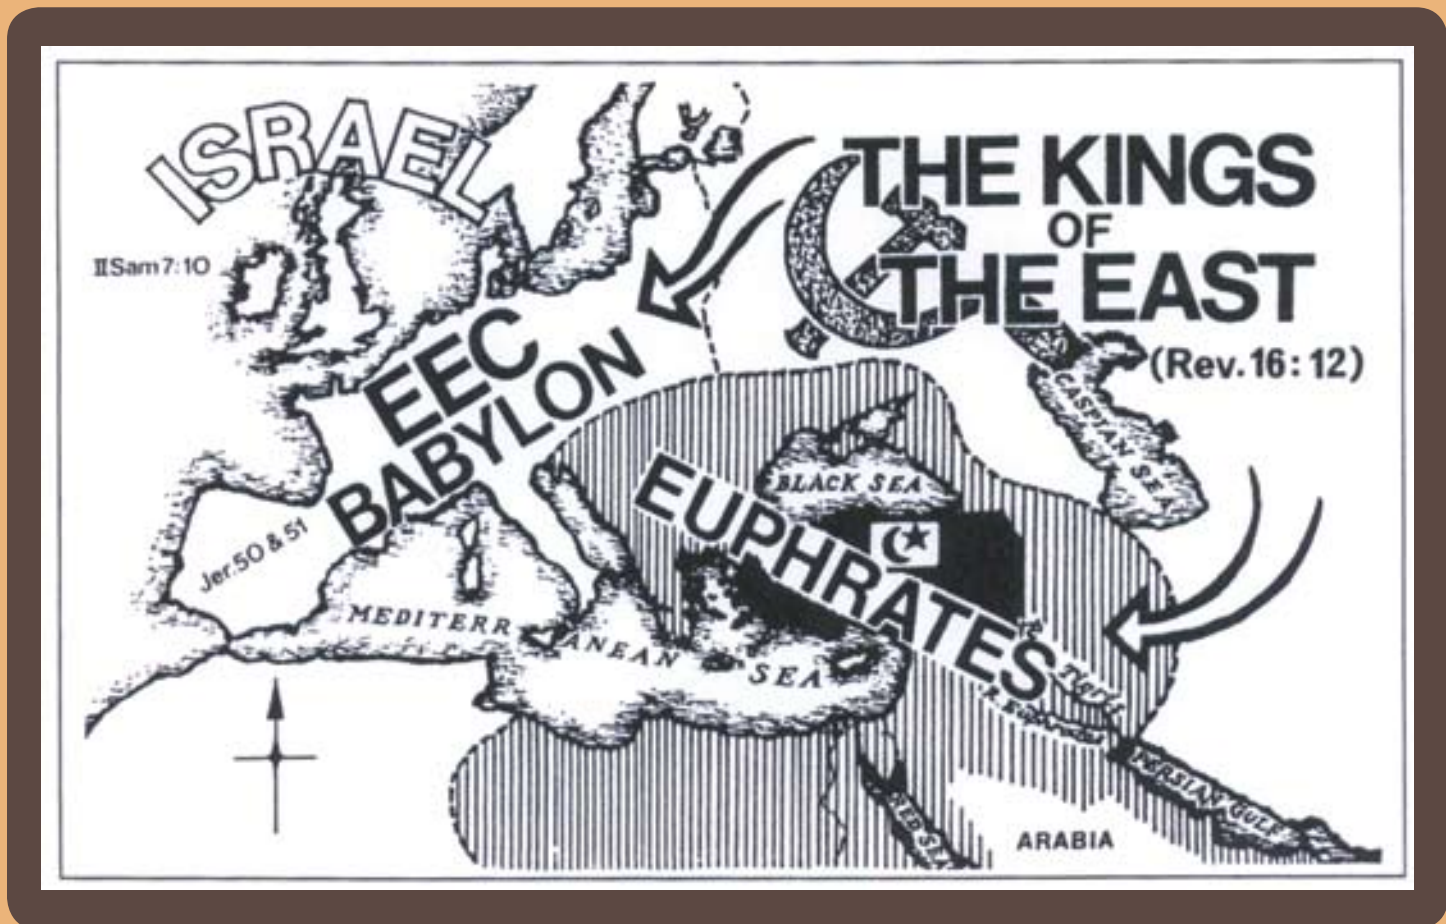 ISRAEL
II Sam 7:10
THE KINGS
OF
THE EAST
(Rev. 16:12)
EEC
BABYLON
Jer. 50 & 51
CASPIAN SEA
BLACK SEA
EUPHRATES
MEDITERRANEAN SEA
R. Tigris
R. Euphrates
PERSIAN GULF
RED SEA
ARABIA